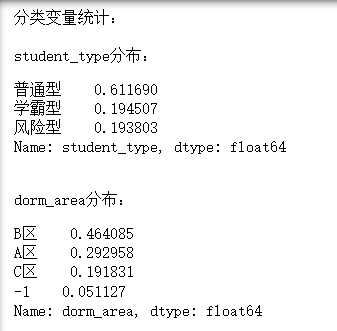 分类变量统计：
student_type分布：
普通型    0.611690
学霸型    0.194507
风险型    0.193803
Name: student_type, dtype: float64
dorm_area分布：
B区    0.464085
A区    0.292958
C区    0.191831
-1    0.051127
Name: dorm_area, dtype: float64